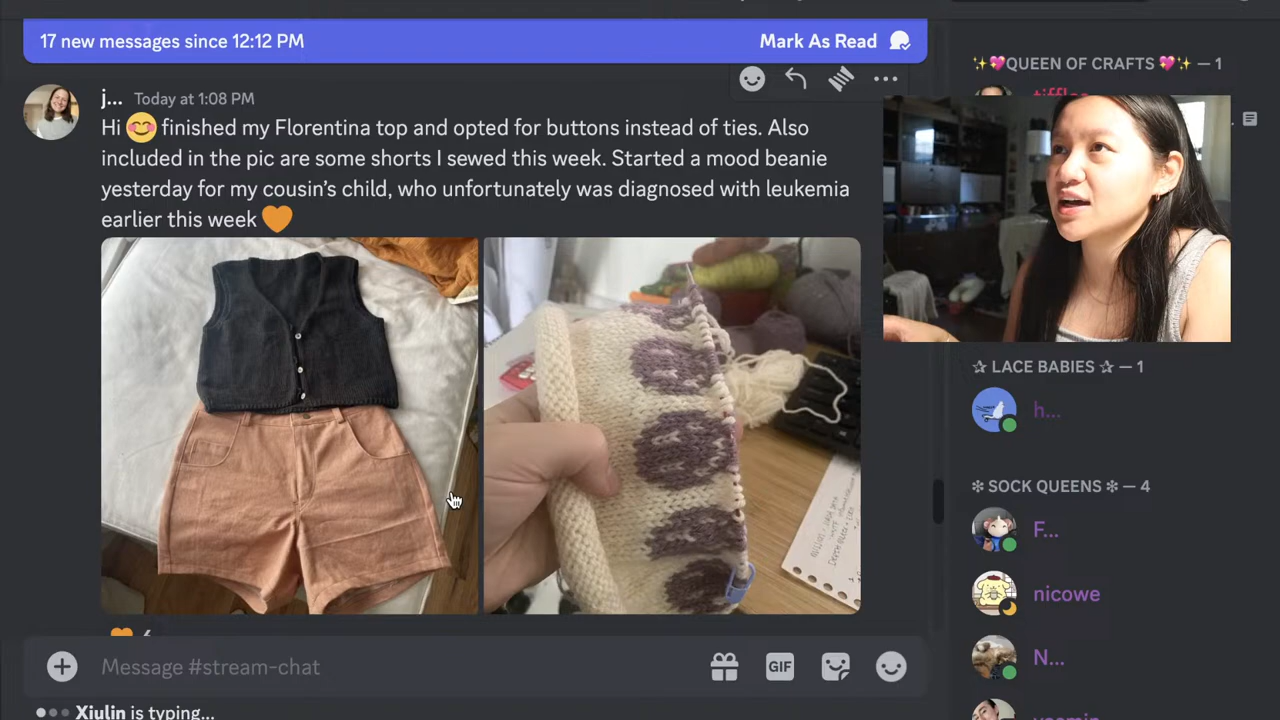 17 new messages since 12:12 PM
Mark As Read
j... Today at 1:08 PM
Hi 😊 finished my Florentina top and opted for buttons instead of ties. Also
included in the pic are some shorts I sewed this week. Started a mood beanie
yesterday for my cousin’s child, who unfortunately was diagnosed with leukemia
earlier this week 🧡
Message #stream-chat
GIF
Xiulin is typing...
✨💖QUEEN OF CRAFTS 💖✨ — 1
✰ LACE BABIES ✰ — 1
h...
❇ SOCK QUEENS ❇ — 4
F...
nicowe
N...